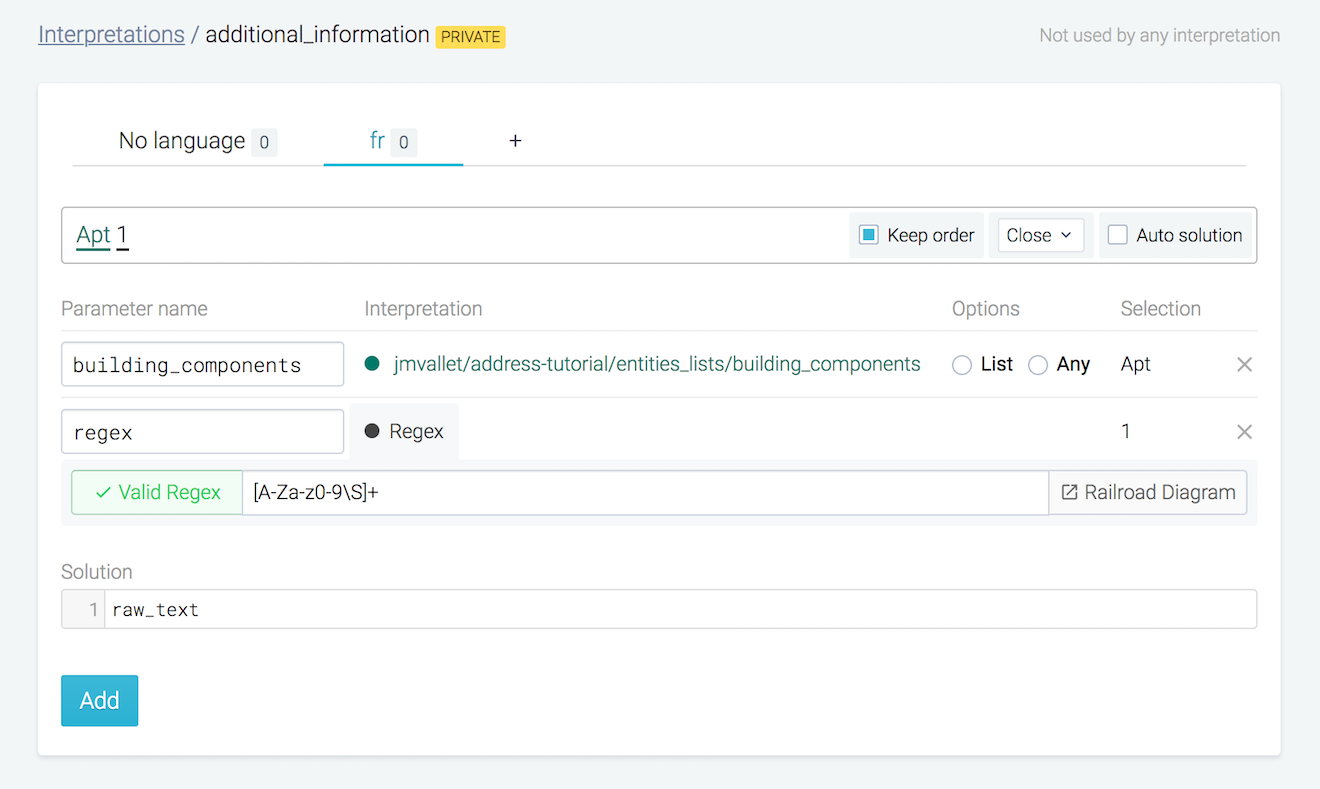 Interpretations / additional_information PRIVATE Not used by any interpretation
No language 0 fr 0 +
Apt 1 Keep order Close Auto solution
Parameter name Interpretation Options Selection
building_components jmvallet/address-tutorial/entities_lists/building_components List Any Apt
regex Regex 1
Valid Regex [A-Za-z0-9\S]+ Railroad Diagram
Solution
1 raw_text
Add